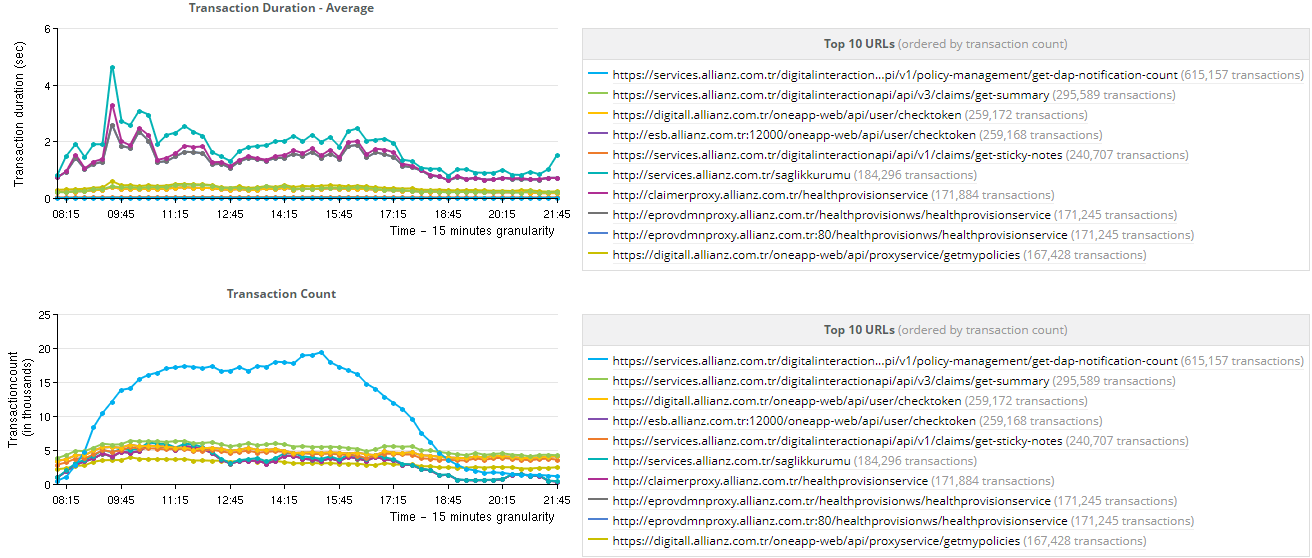 Transaction Duration - Average
Transaction duration (sec)
6
4
2
0
08:15 09:45 11:15 12:45 14:15 15:45 17:15 18:45 20:15 21:45
Time - 15 minutes granularity
Top 10 URLs (ordered by transaction count)
https://services.allianz.com.tr/digitalinteraction...pi/v1/policy-management/get-dap-notification-count (615,157 transactions)
https://services.allianz.com.tr/digitalinteractionapi/api/v3/claims/get-summary (295,589 transactions)
https://digitall.allianz.com.tr/oneapp-web/api/user/checktoken (259,172 transactions)
http://esb.allianz.com.tr:12000/oneapp-web/api/user/checktoken (259,168 transactions)
https://services.allianz.com.tr/digitalinteractionapi/api/v1/claims/get-sticky-notes (240,707 transactions)
http://services.allianz.com.tr/saglikkurumu (184,296 transactions)
http://claimerproxy.allianz.com.tr/healthprovisionservice (171,884 transactions)
http://eprovdmnproxy.allianz.com.tr/healthprovisionws/healthprovisionservice (171,245 transactions)
http://eprovdmnproxy.allianz.com.tr:80/healthprovisionws/healthprovisionservice (171,245 transactions)
https://digitall.allianz.com.tr/oneapp-web/api/proxyservice/getmypolicies (167,428 transactions)
Transaction Count
Transactioncount
(in thousands)
25
20
15
10
5
0
08:15 09:45 11:15 12:45 14:15 15:45 17:15 18:45 20:15 21:45
Time - 15 minutes granularity
Top 10 URLs (ordered by transaction count)
https://services.allianz.com.tr/digitalinteraction...pi/v1/policy-management/get-dap-notification-count (615,157 transactions)
https://services.allianz.com.tr/digitalinteractionapi/api/v3/claims/get-summary (295,589 transactions)
https://digitall.allianz.com.tr/oneapp-web/api/user/checktoken (259,172 transactions)
http://esb.allianz.com.tr:12000/oneapp-web/api/user/checktoken (259,168 transactions)
https://services.allianz.com.tr/digitalinteractionapi/api/v1/claims/get-sticky-notes (240,707 transactions)
http://services.allianz.com.tr/saglikkurumu (184,296 transactions)
http://claimerproxy.allianz.com.tr/healthprovisionservice (171,884 transactions)
http://eprovdmnproxy.allianz.com.tr/healthprovisionws/healthprovisionservice (171,245 transactions)
http://eprovdmnproxy.allianz.com.tr:80/healthprovisionws/healthprovisionservice (171,245 transactions)
https://digitall.allianz.com.tr/oneapp-web/api/proxyservice/getmypolicies (167,428 transactions)